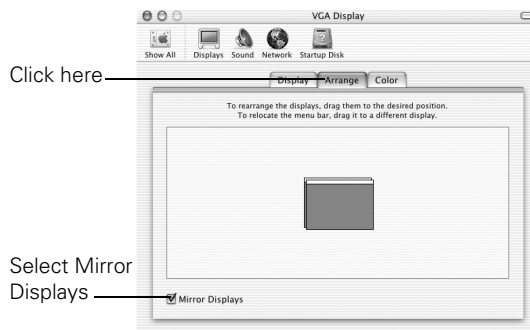 VGA Display
Show All Displays Sound Network Startup Disk
Click here
Display Arrange Color
To rearrange the displays, drag them to the desired position.
To relocate the menu bar, drag it to a different display.
Select Mirror
Displays
Mirror Displays